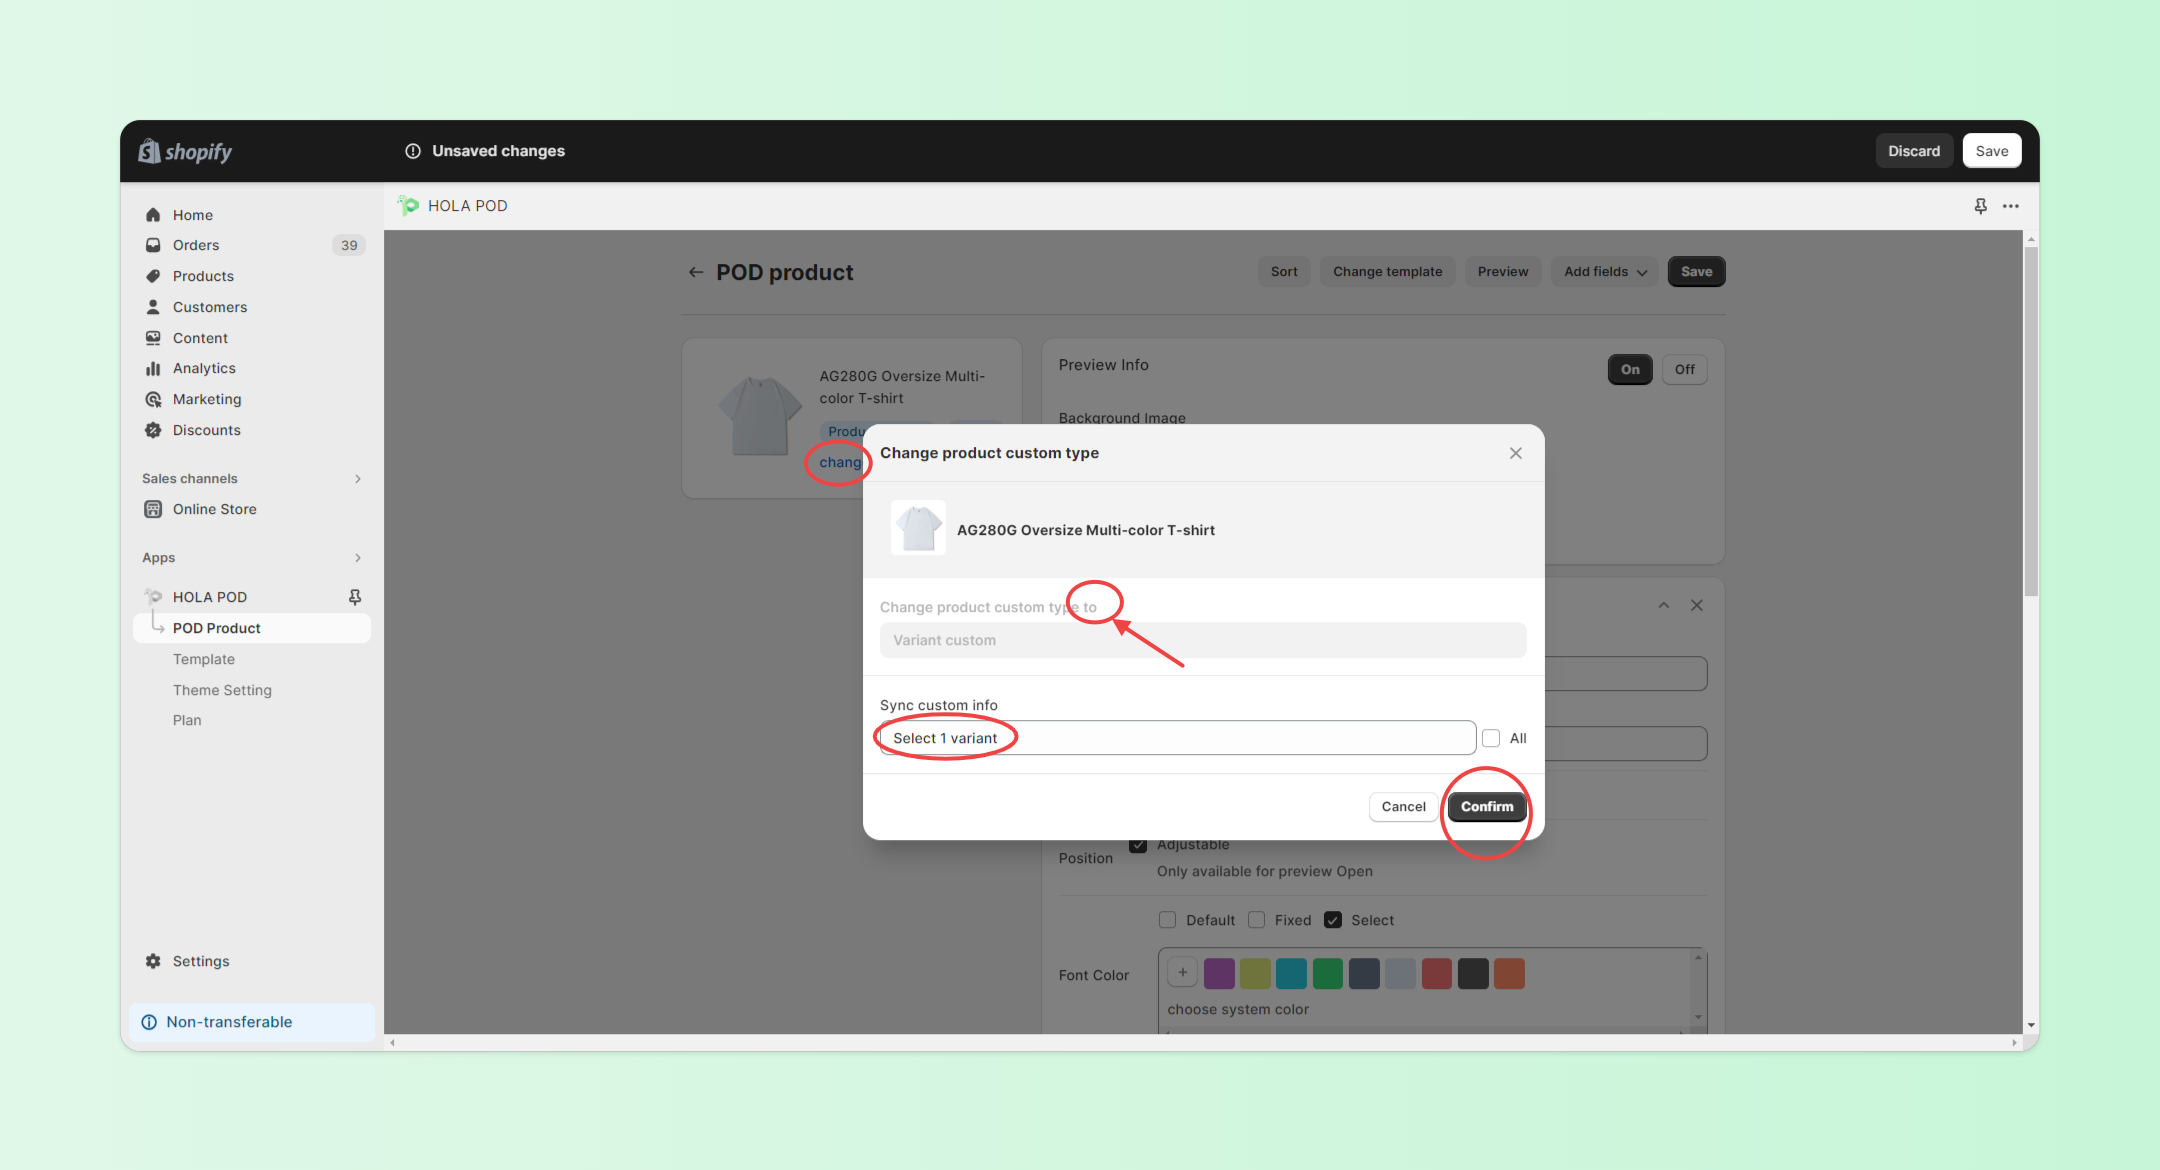 shopify
Unsaved changes
Discard
Save
Home
Orders
39
Products
Customers
Content
Analytics
Marketing
Discounts
Sales channels
Online Store
Apps
HOLA POD
POD Product
Template
Theme Setting
Plan
Settings
Non-transferable
HOLA POD
POD product
Sort
Change template
Preview
Add fields
Save
AG280G Oversize Multi-
color T-shirt
Produ
chang
Preview Info
On
Off
Background Image
Change product custom type
AG280G Oversize Multi-color T-shirt
Change product custom type to
Variant custom
Sync custom info
Select 1 variant
All
Cancel
Confirm
Position
Adjustable
Only available for preview Open
Default
Fixed
Select
Font Color
+
choose system color